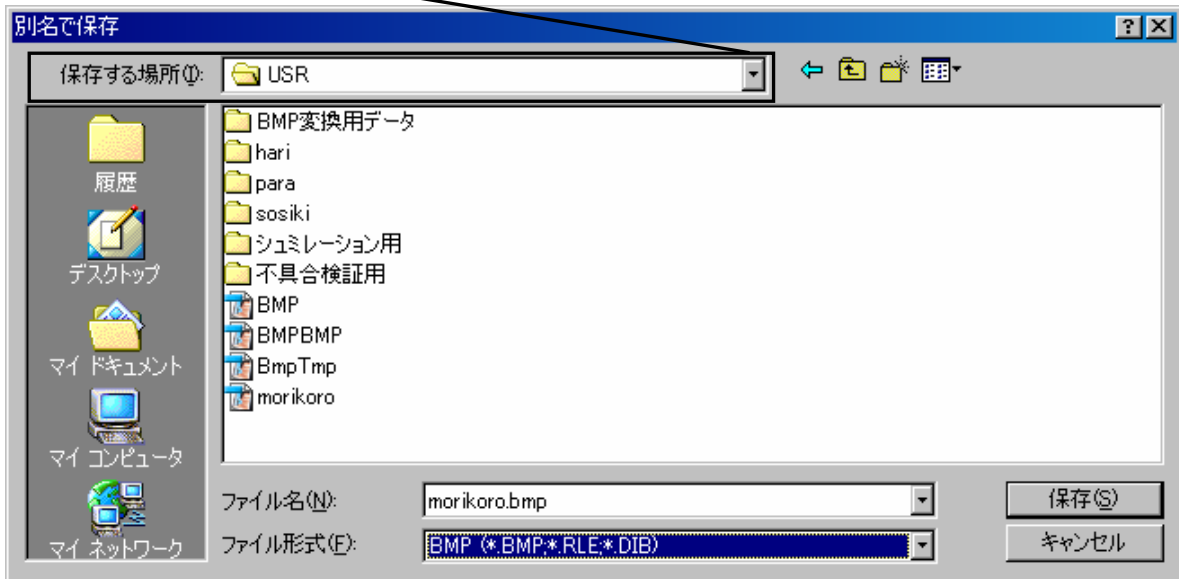 別名で保存
保存する場所(I): USR
履歴
デスクトップ
マイ ドキュメント
マイ コンピュータ
マイ ネットワーク
BMP変換用データ
hari
para
sosiki
シュミレーション用
不具合検証用
BMP
BMPBMP
BmpTmp
morikoro
ファイル名(N): morikoro.bmp 保存(S)
ファイル形式(F): BMP (*.BMP;*.RLE;*.DIB) キャンセル